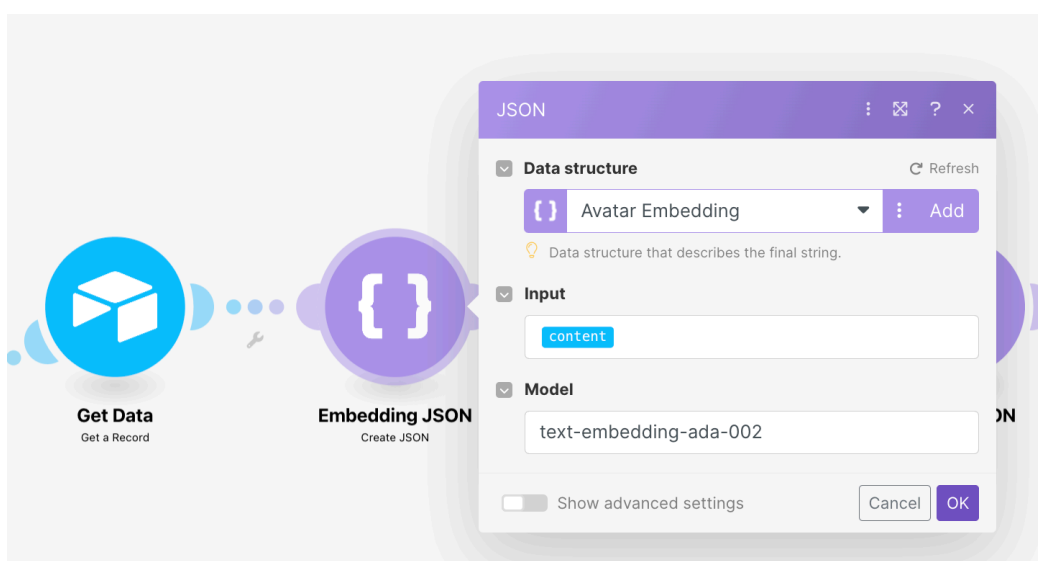 JSON
?
Data structure
Refresh
{ } Avatar Embedding Add
Data structure that describes the final string.
Input
content
Model
text-embedding-ada-002
Show advanced settings
Cancel OK
{ }
Get Data
Get a Record
Embedding JSON
Create JSON
ON